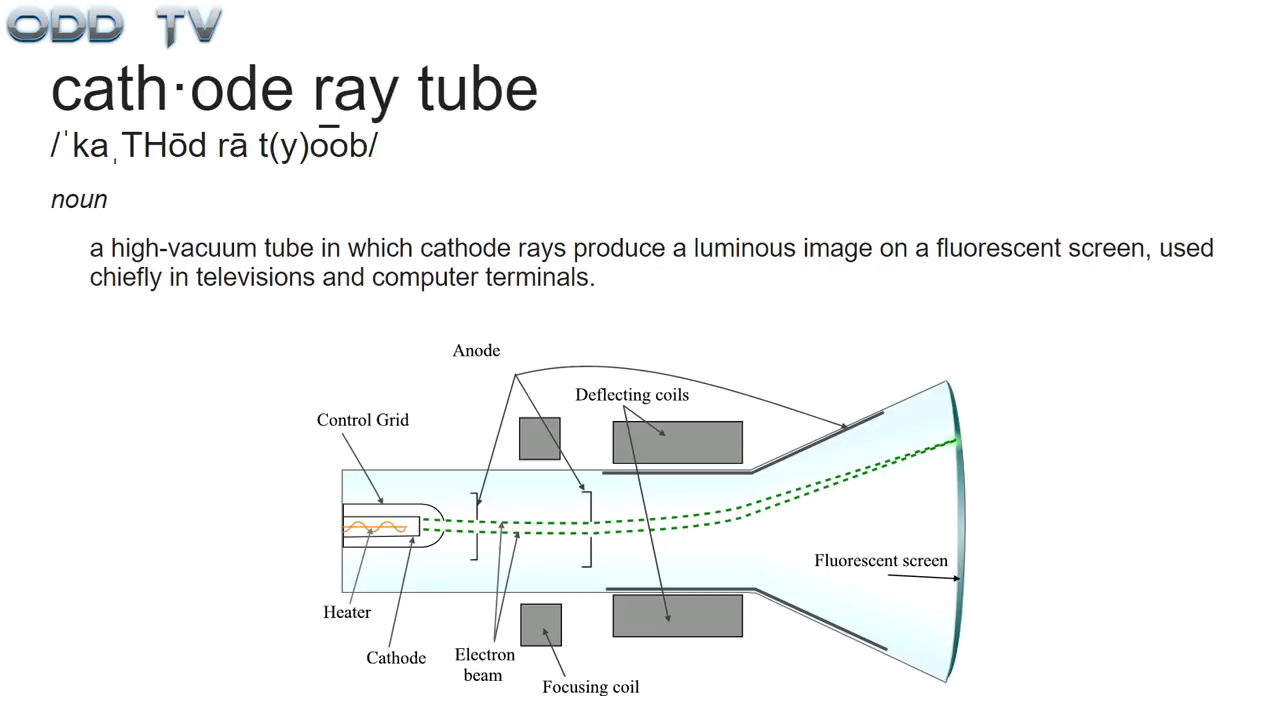 ODD TV
cath·ode ray tube
/ˈkaˌTHōd rā t(y)o͞ob/
noun
a high-vacuum tube in which cathode rays produce a luminous image on a fluorescent screen, used
chiefly in televisions and computer terminals.
Anode
Deflecting coils
Control Grid
Fluorescent screen
Heater
Cathode
Electron
beam
Focusing coil